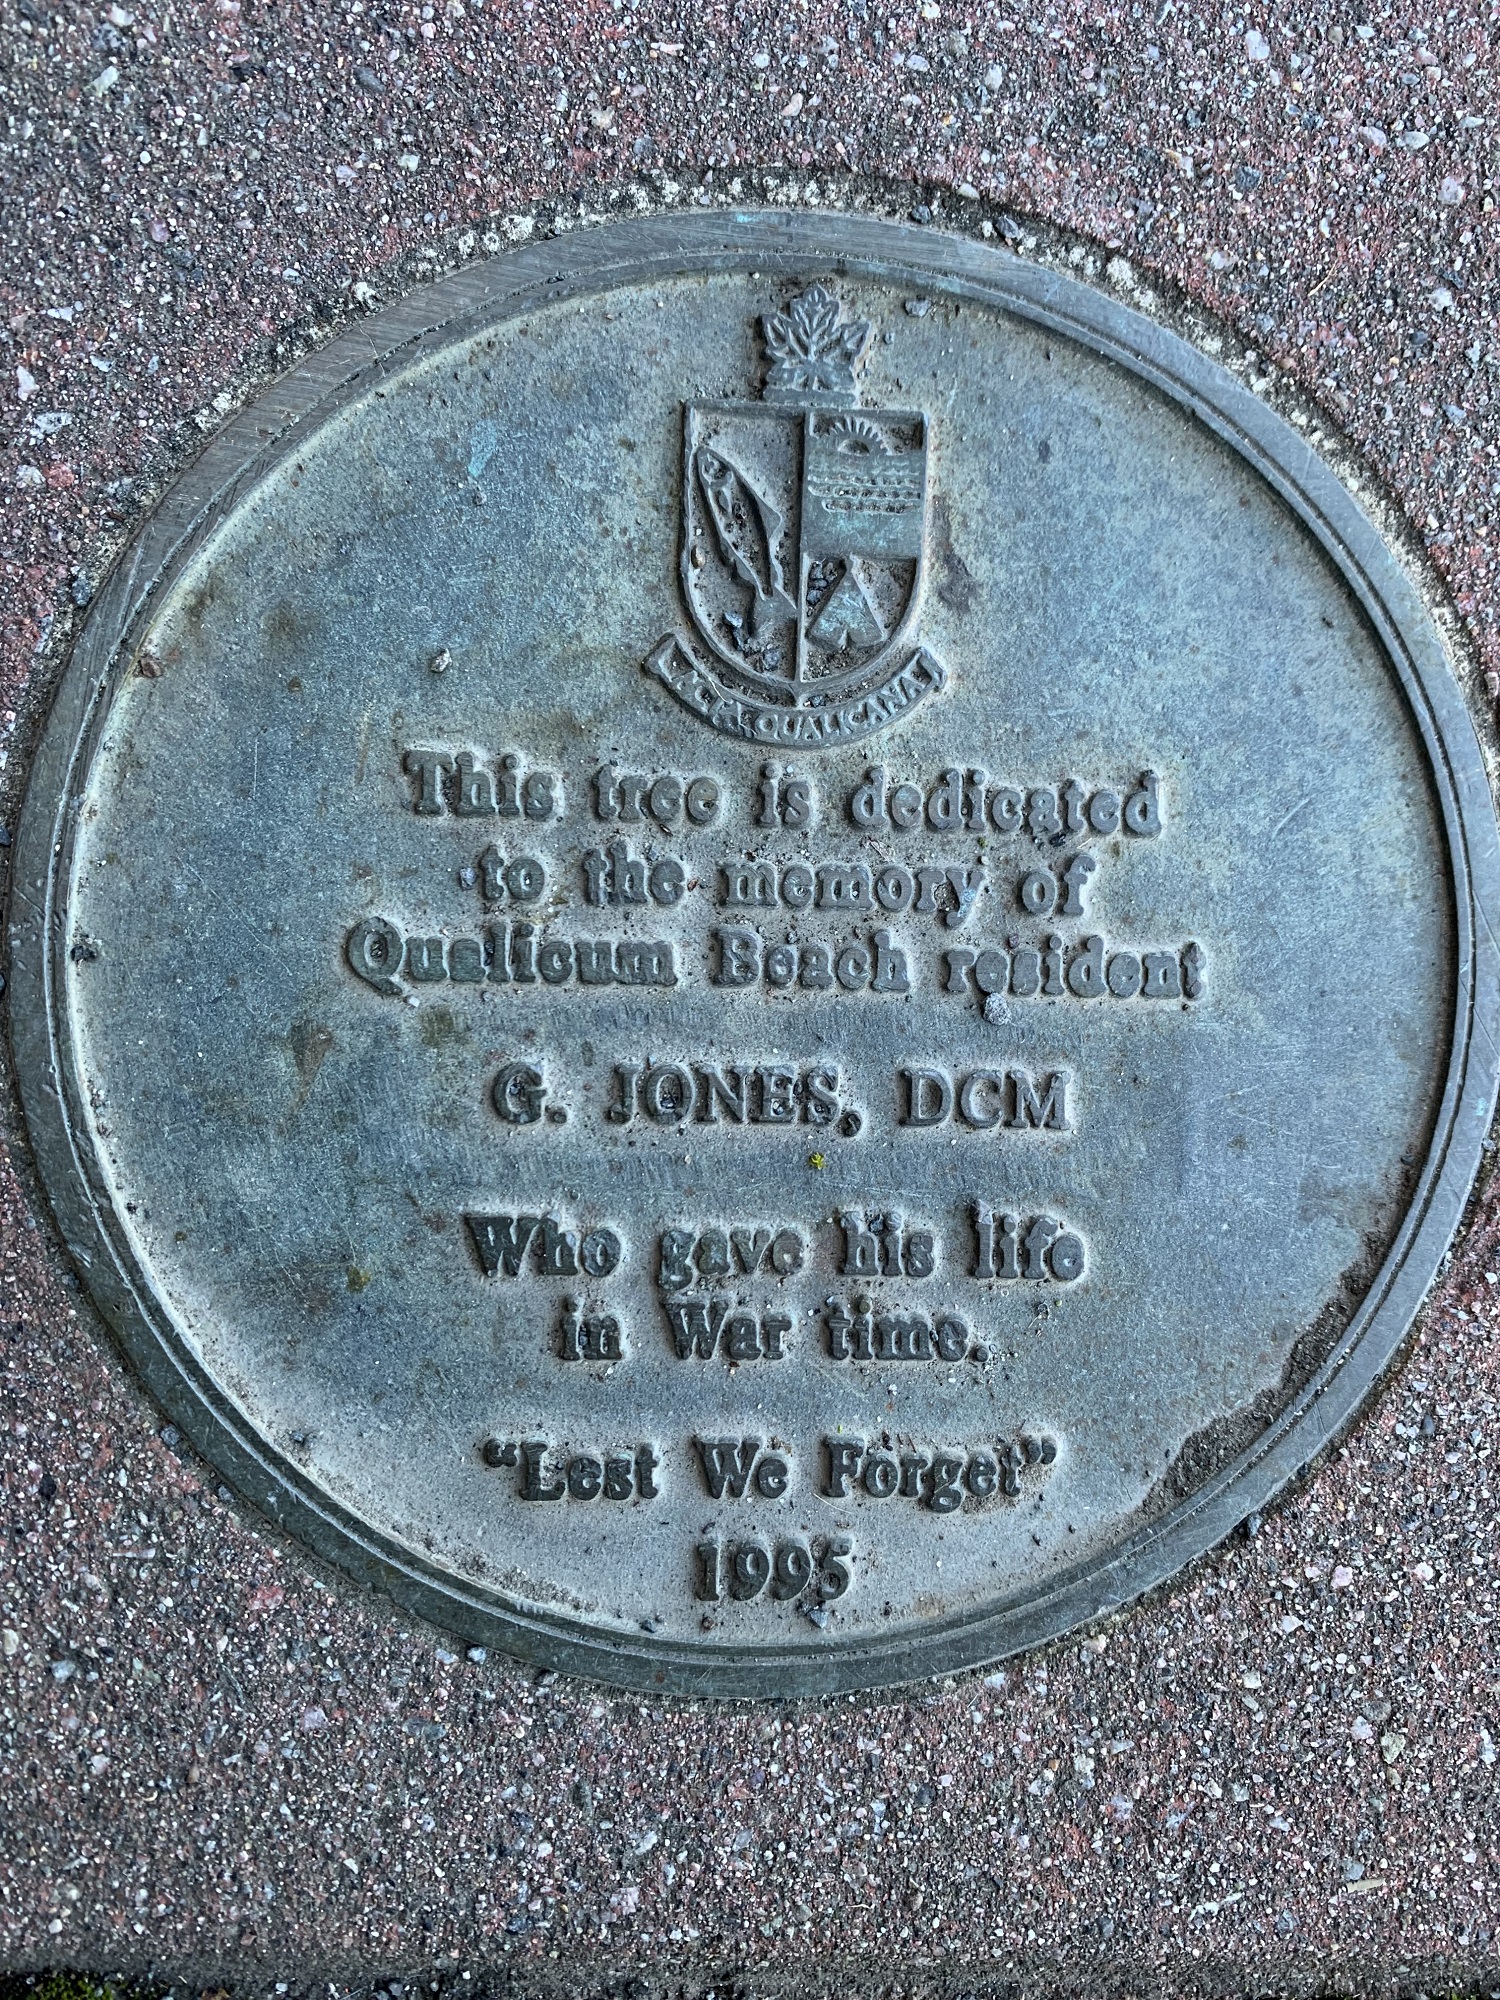 ACTA QUALICANA
This tree is dedicated
to the memory of
Qualicum Beach resident
G. JONES, DCM
Who gave his life
in War time.
“Lest We Forget”
1995